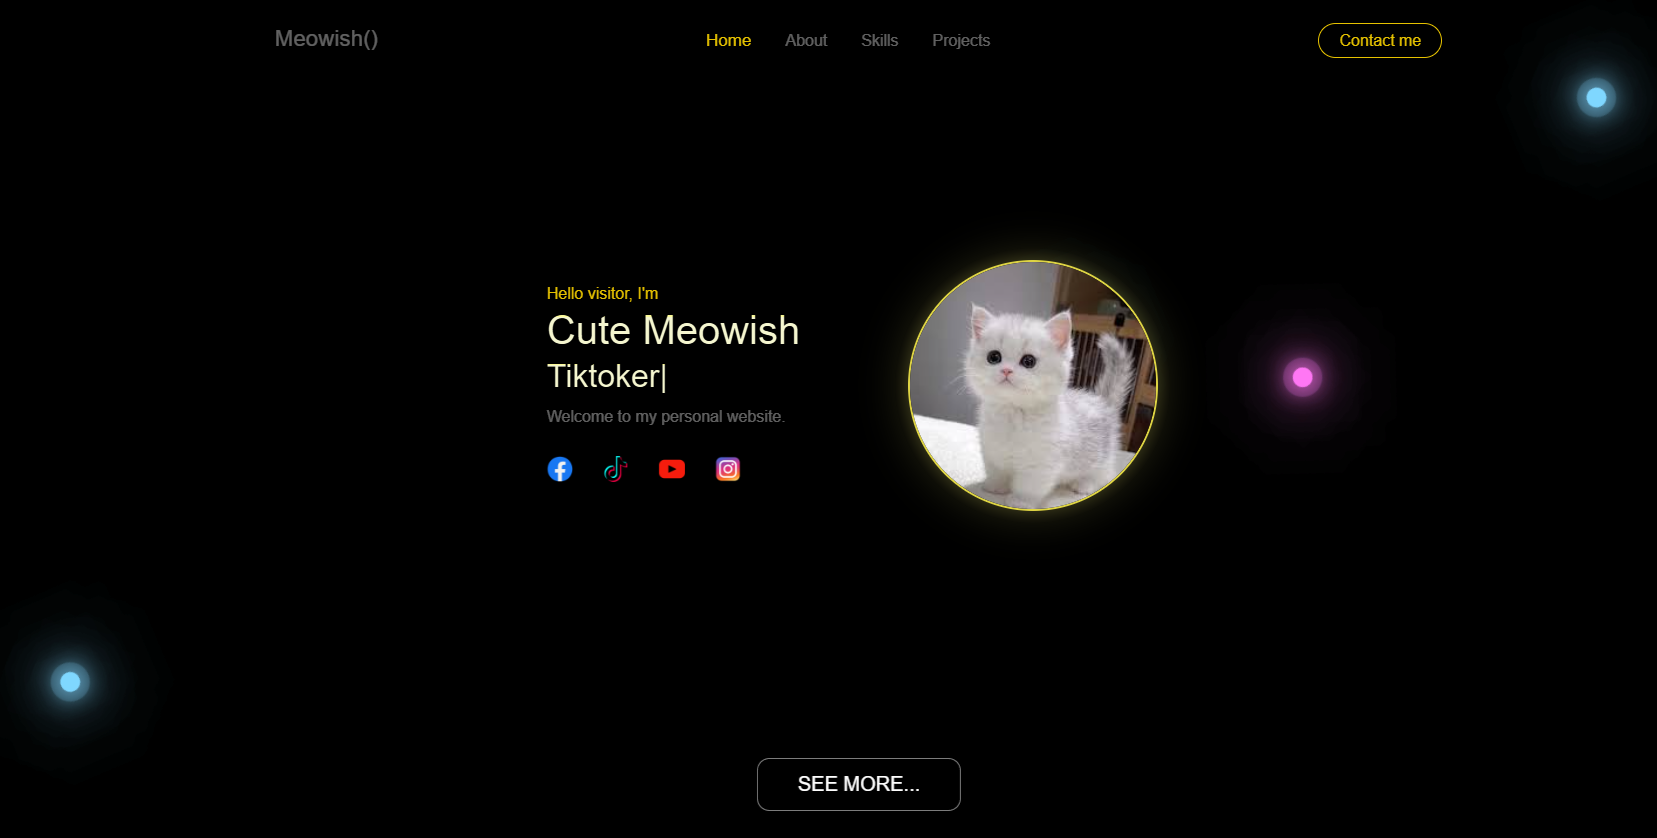 Meowish()
Home
About
Skills
Projects
Contact me
Hello visitor, I'm
Cute Meowish
Tiktoker|
Welcome to my personal website.
SEE MORE...